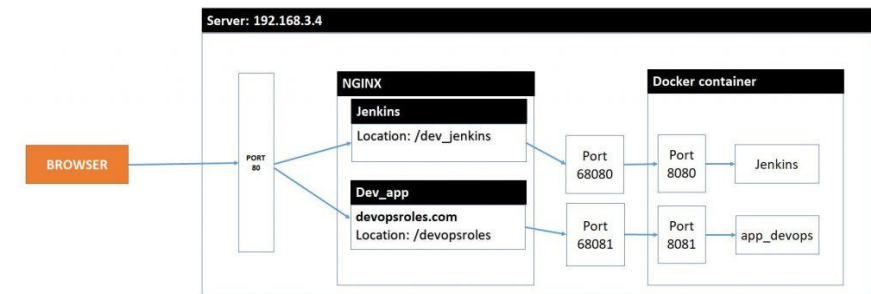 Server: 192.168.3.4
BROWSER
PORT
80
NGINX
Jenkins
Location: /dev_jenkins
Dev_app
devopsroles.com
Location: /devopsroles
Port
68080
Port
68081
Docker container
Port
8080
Jenkins
Port
8081
app_devops